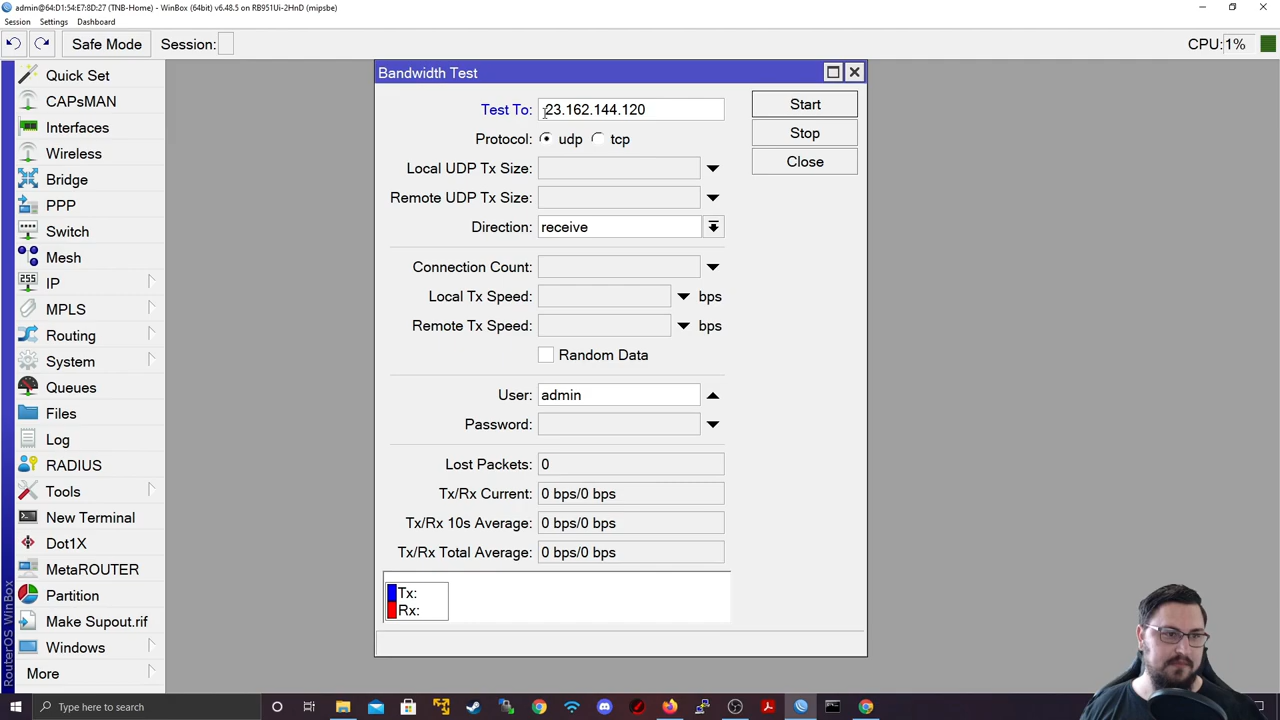 admin@64:D1:54:E7:8D:27 (TNB-Home) - WinBox (64bit) v6.48.5 on RB951Ui-2HnD (mipsbe)
Session Settings Dashboard
Safe Mode Session: CPU: 1%
Quick Set
CAPsMAN
Interfaces
Wireless
Bridge
PPP
Switch
Mesh
255
IP
MPLS
Routing
System
Queues
Files
Log
RADIUS
Tools
New Terminal
Dot1X
MetaROUTER
Partition
Make Supout.rif
Windows
More
RouterOS WinBox
Bandwidth Test
Test To: 23.162.144.120
Protocol: udp tcp
Local UDP Tx Size:
Remote UDP Tx Size:
Direction: receive
Connection Count:
Local Tx Speed: bps
Remote Tx Speed: bps
Random Data
User: admin
Password:
Lost Packets: 0
Tx/Rx Current: 0 bps/0 bps
Tx/Rx 10s Average: 0 bps/0 bps
Tx/Rx Total Average: 0 bps/0 bps
Tx:
Rx:
Start
Stop
Close
Type here to search